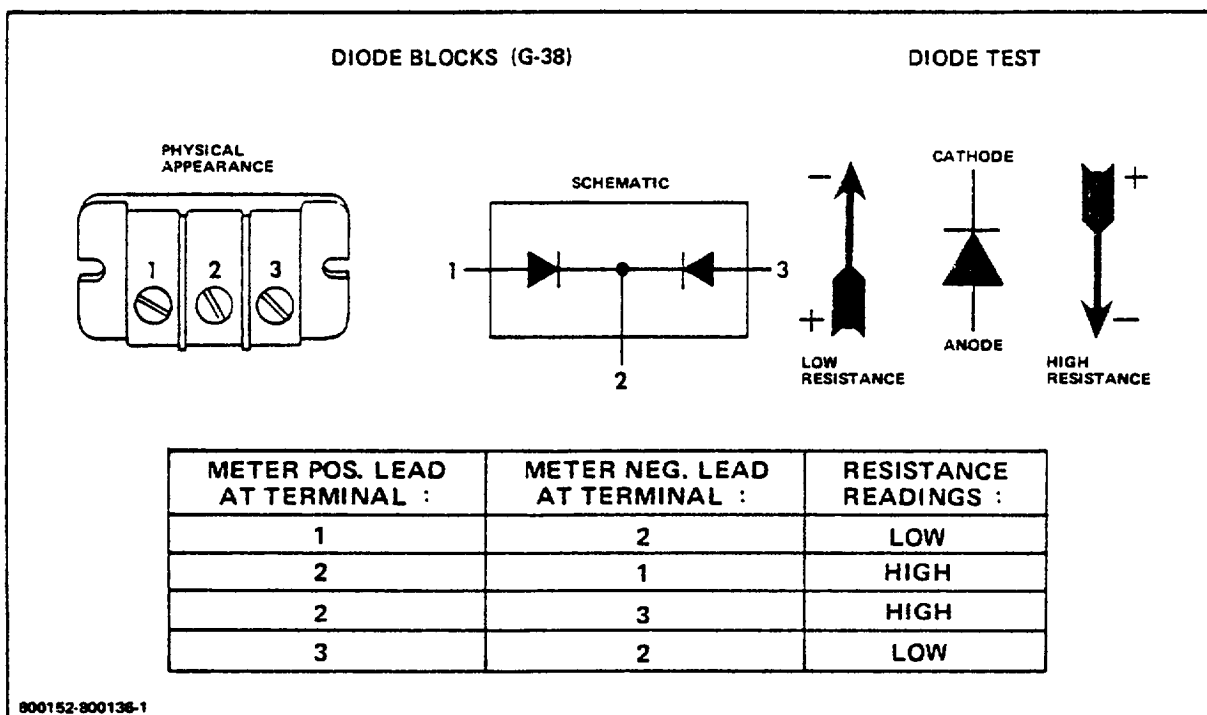 DIODE BLOCKS (G-38)
DIODE TEST
PHYSICAL
APPEARANCE
1 2 3
SCHEMATIC
1
3
2
-
+
LOW
RESISTANCE
CATHODE
ANODE
+
-
HIGH
RESISTANCE
METER POS. LEAD
AT TERMINAL :
METER NEG. LEAD
AT TERMINAL :
RESISTANCE
READINGS :
1 2 LOW
2 1 HIGH
2 3 HIGH
3 2 LOW
800152-800136-1